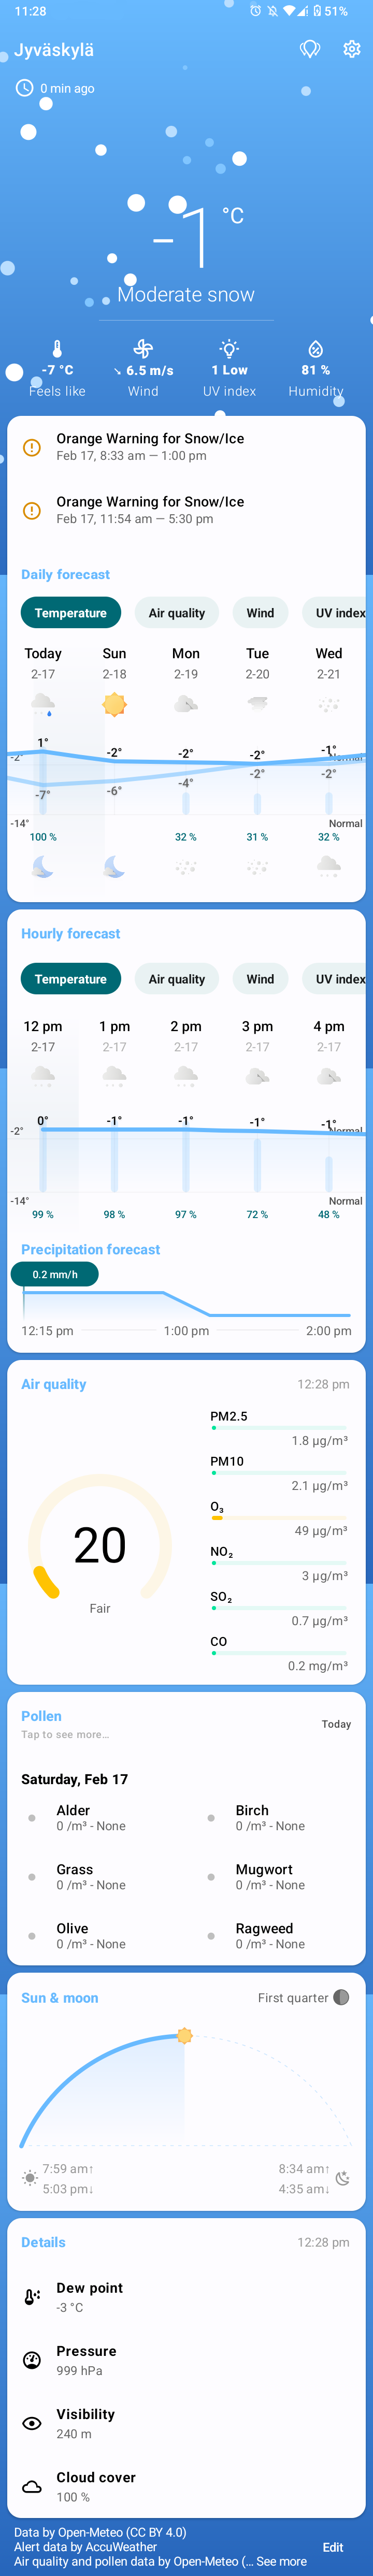 11:28 51%
Jyväskylä
0 min ago
-1 °C
Moderate snow
-7 °C ↘ 6.5 m/s 1 Low 81 %
Feels like Wind UV index Humidity
Orange Warning for Snow/Ice
Feb 17, 8:33 am — 1:00 pm
Orange Warning for Snow/Ice
Feb 17, 11:54 am — 5:30 pm
Daily forecast
Temperature Air quality Wind UV index
Today Sun Mon Tue Wed
2-17 2-18 2-19 2-20 2-21
1° -2° -2° -2° -1°
-2° Normal
-7° -6° -4° -2° -2°
-14° Normal
100 % 32 % 31 % 32 %
Hourly forecast
Temperature Air quality Wind UV index
12 pm 1 pm 2 pm 3 pm 4 pm
2-17 2-17 2-17 2-17 2-17
0° -1° -1° -1° -1°
-2° Normal
-14° Normal
99 % 98 % 97 % 72 % 48 %
Precipitation forecast
0.2 mm/h
12:15 pm 1:00 pm 2:00 pm
Air quality 12:28 pm
20
Fair
PM2.5
1.8 µg/m³
PM10
2.1 µg/m³
O₃
49 µg/m³
NO₂
3 µg/m³
SO₂
0.7 µg/m³
CO
0.2 mg/m³
Pollen
Tap to see more…
Today
Saturday, Feb 17
Alder Birch
0 /m³ - None 0 /m³ - None
Grass Mugwort
0 /m³ - None 0 /m³ - None
Olive Ragweed
0 /m³ - None 0 /m³ - None
Sun & moon First quarter
7:59 am↑ 8:34 am↑
5:03 pm↓ 4:35 am↓
Details 12:28 pm
Dew point
-3 °C
Pressure
999 hPa
Visibility
240 m
Cloud cover
100 %
Data by Open-Meteo (CC BY 4.0)
Alert data by AccuWeather
Air quality and pollen data by Open-Meteo (… See more
Edit